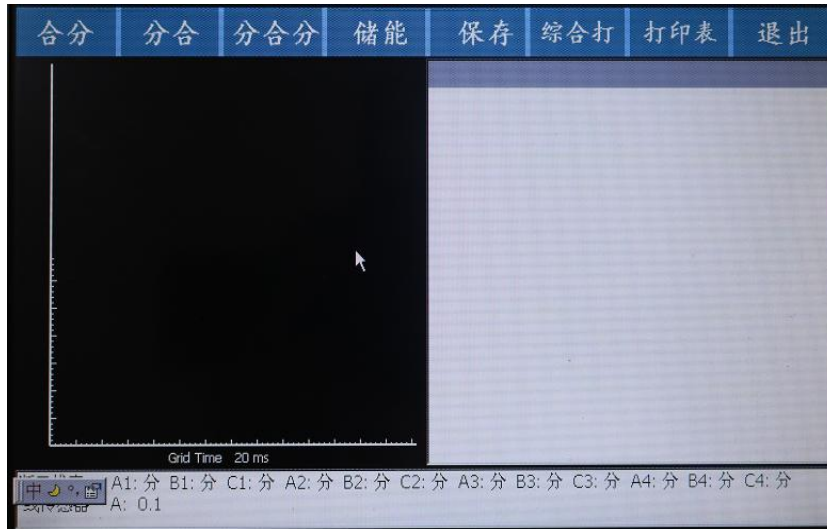 合分 分合 分合分 储能 保存 综合打 打印表 退出
Grid Time 20 ms
A1: 分 B1: 分 C1: 分 A2: 分 B2: 分 C2: 分 A3: 分 B3: 分 C3: 分 A4: 分 B4: 分 C4: 分
中
A: 0.1